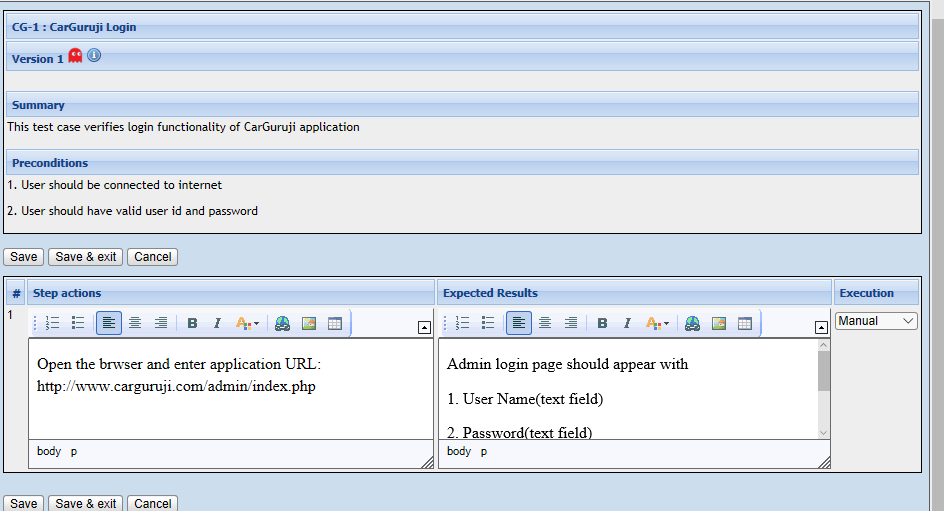 CG-1 : CarGuruji Login
Version 1
Summary
This test case verifies login functionality of CarGuruji application
Preconditions
1. User should be connected to internet
2. User should have valid user id and password
Save Save & exit Cancel
# Step actions Expected Results Execution
1 B I A B I A Manual
Open the brwser and enter application URL:
http://www.carguruji.com/admin/index.php
Admin login page should appear with
1. User Name(text field)
2. Password(text field)
body p body p
Save Save & exit Cancel